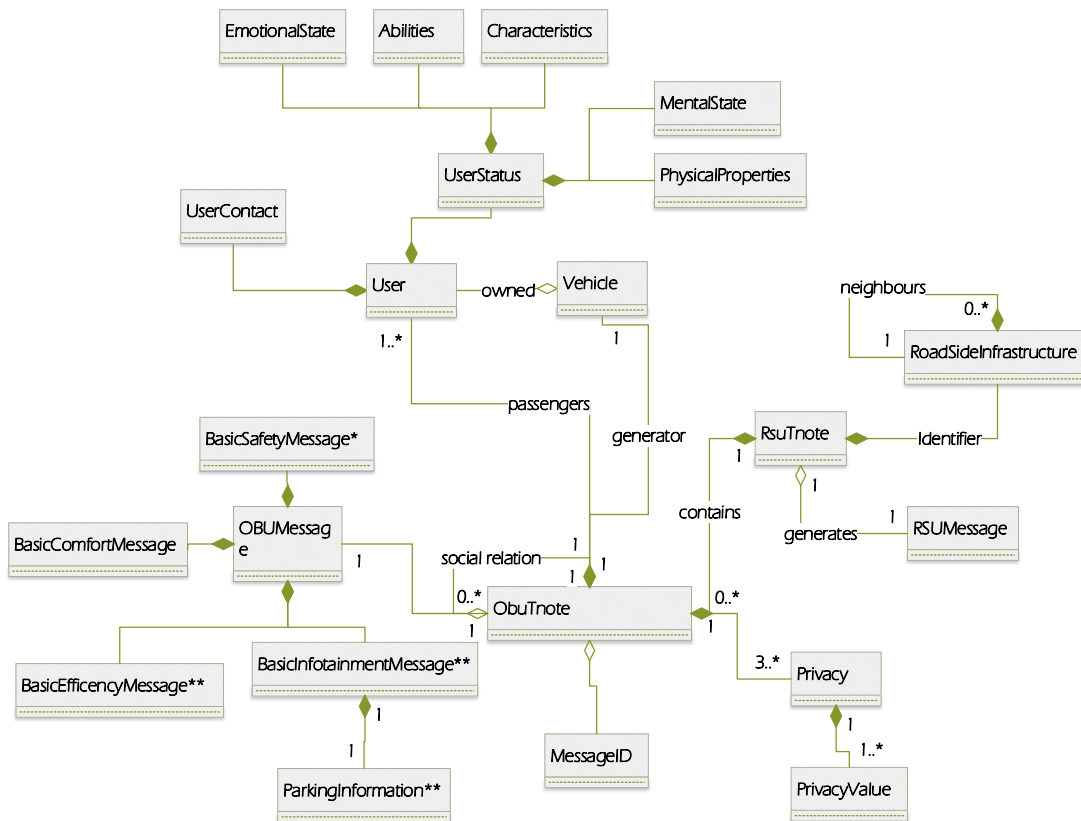 EmotionalState
Abilities
Characteristics
MentalState
UserStatus
PhysicalProperties
UserContact
User
owned
Vehicle
neighbours
0..*
1..*
1
1
RoadSideInfrastructure
passengers
generator
BasicSafetyMessage*
RsuTnote
Identifier
1
1
contains
OBUMessag
e
1
generates
1
RSUMessage
BasicComfortMessage
1
social relation
1
1
0..*
ObuTnote
0..*
1
1
BasicInfotainmentMessage**
3..*
Privacy
BasicEfficencyMessage**
1
1
1
MessageID
1..*
ParkingInformation**
PrivacyValue